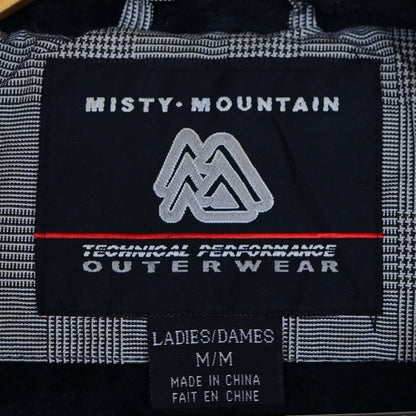 MISTY·MOUNTAIN
TECHNICAL PERFORMANCE
OUTERWEAR
LADIES/DAMES
M/M
MADE IN CHINA
FAIT EN CHINE